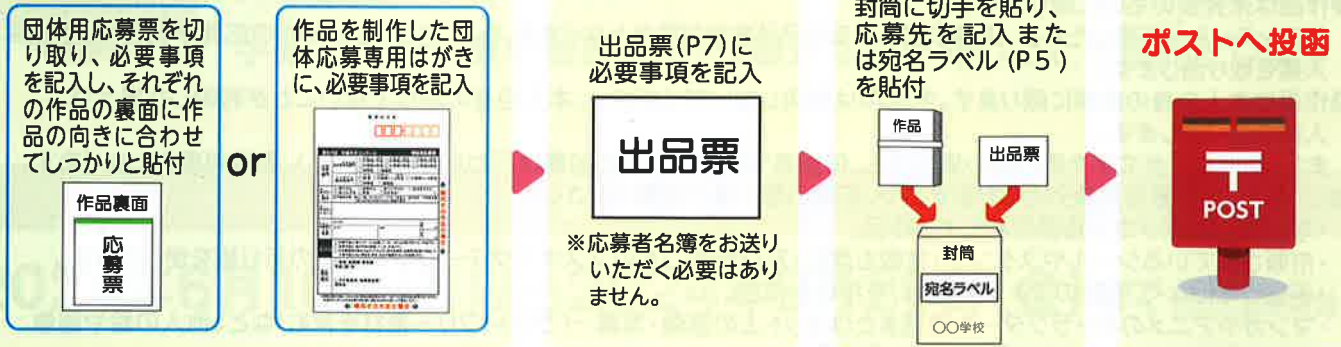 団体用応募票を切
り取り、必要事項
を記入し、それぞれ
の作品の裏面に作
品の向きに合わせ
てしっかりと貼付
作品裏面
応募票
or
作品を制作した団
体応募専用はがき
に、必要事項を記入
出品票(P7)に
必要事項を記入
出品票
※応募者名簿をお送り
いただく必要はあり
ません。
封筒に切手を貼り、
応募先を記入また
は宛名ラベル(P5)
を貼付
作品
出品票
封筒
宛名ラベル
〇〇学校
ポストへ投函
POST